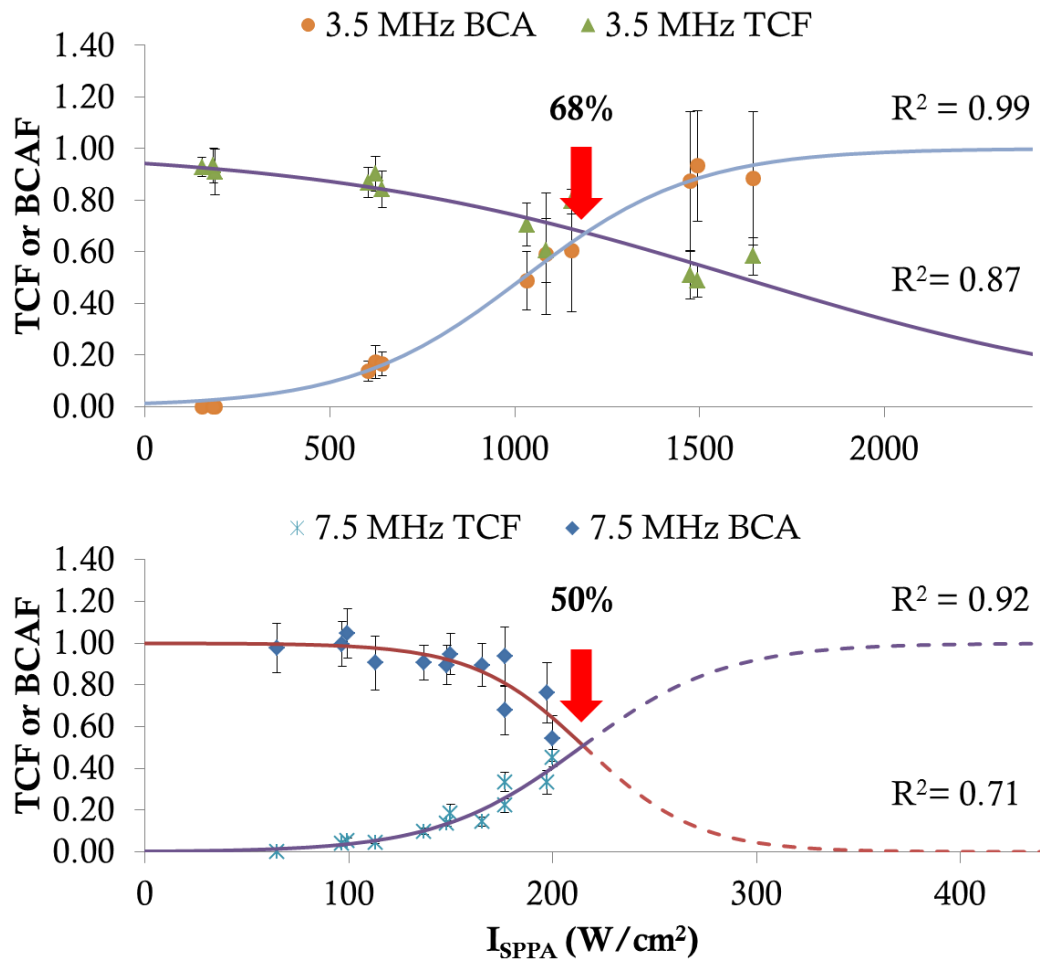 3.5 MHz BCA 3.5 MHz TCF
1.40
1.20
1.00
0.80
0.60
0.40
0.20
0.00
TCF or BCAF
68%
R² = 0.99
R² = 0.87
0 500 1000 1500 2000
7.5 MHz TCF 7.5 MHz BCA
1.40
1.20
1.00
0.80
0.60
0.40
0.20
0.00
TCF or BCAF
50%
R² = 0.92
R²= 0.71
0 100 200 300 400
I_SPPA (W/cm²)